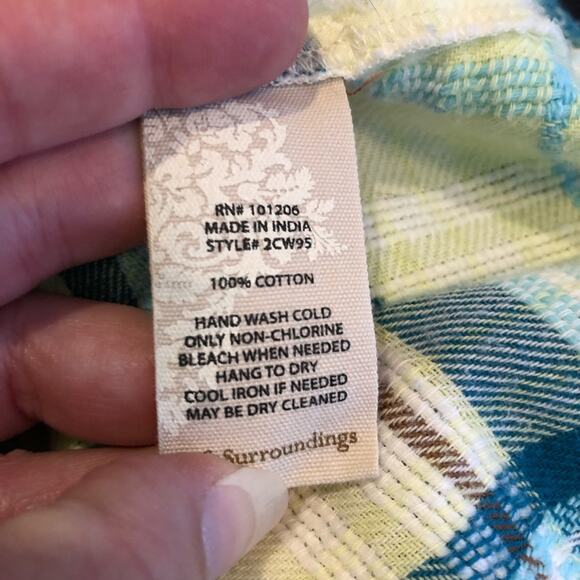 RN# 101206
MADE IN INDIA
STYLE# 2CW95
100% COTTON
HAND WASH COLD
ONLY NON-CHLORINE
BLEACH WHEN NEEDED
HANG TO DRY
COOL IRON IF NEEDED
MAY BE DRY CLEANED
Surroundings